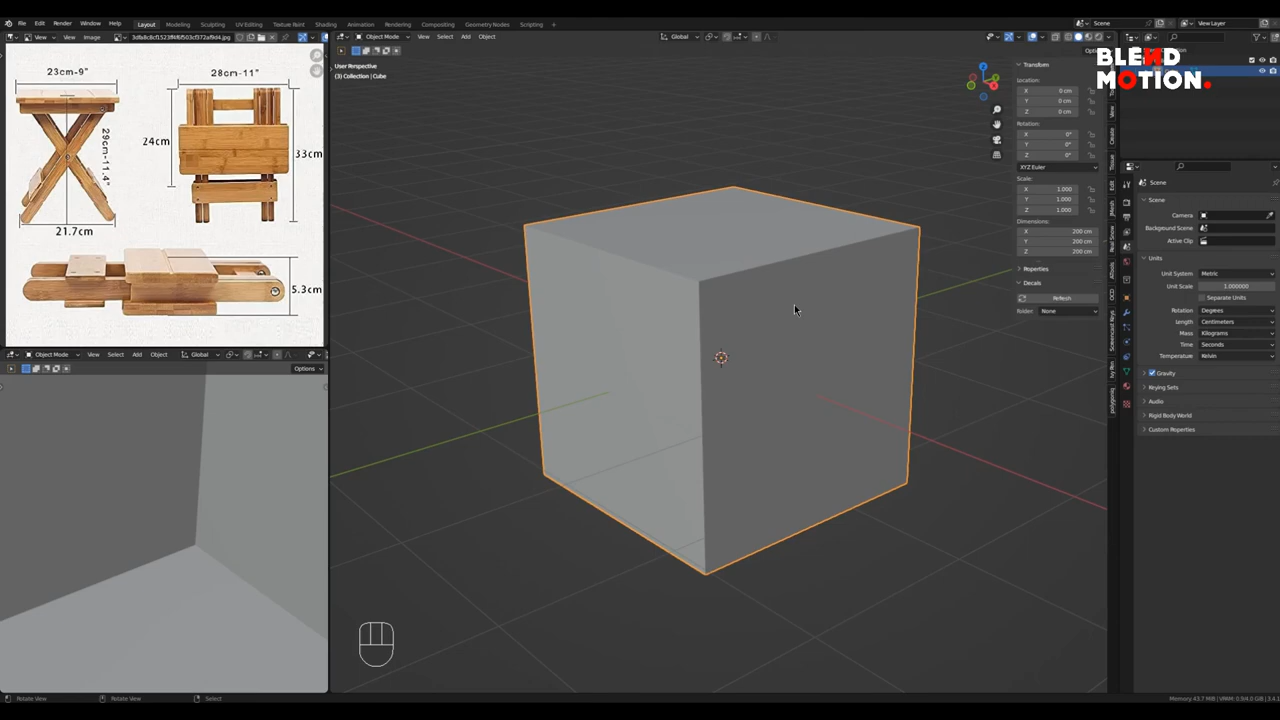 File Edit Render Window Help Layout Modeling Sculpting UV Editing Texture Paint Shading Animation Rendering Compositing Geometry Nodes Scripting +
Scene View Layer
View View Image
Object Mode View Select Add Object Global
BLEND
MOTION.
User Perspective
(3) Collection | Cube
23cm-9"
28cm-11"
24cm
29cm-11.4"
33cm
21.7cm
5.3cm
Object Mode View Select Add Object Global
Options
Transform
Location:
X 0 cm
Y 0 cm
Z 0 cm
Rotation:
X 0°
Y 0°
Z 0°
XYZ Euler
Scale:
X 1.000
Y 1.000
Z 1.000
Dimensions:
X 200 cm
Y 200 cm
Z 200 cm
Properties
Decals
Refresh
Folder: None
View
Create
Edit
Scene
Scene
Camera
Background Scene
Active Clip
Units
Unit System Metric
Unit Scale 1.000000
Separate Units
Rotation Degrees
Length Centimeters
Mass Kilograms
Time Seconds
Temperature Kelvin
Gravity
Keying Sets
Audio
Rigid Body World
Custom Properties
Rotate View Rotate View Select